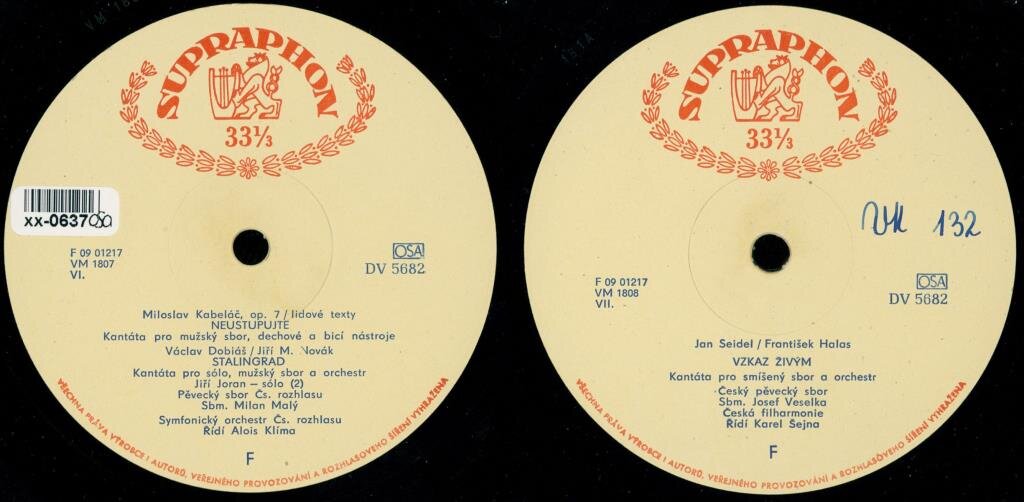 SUPRAPHON
33⅓
xx-0637
F 09 01217
VM 1807
VI.
OSA
DV 5682
Miloslav Kabeláč, op. 7 / lidové texty
NEUSTUPUJTE
Kantáta pro mužský sbor, dechové a bicí nástroje
Václav Dobiáš / Jiří M. Novák
STALINGRAD
Kantáta pro sólo, mužský sbor a orchestr
Jiří Joran – sólo (2)
Pěvecký sbor Čs. rozhlasu
Sbm. Milan Malý
Symfonický orchestr Čs. rozhlasu
Řídí Alois Klíma
F
VŠECHNA PRÁVA VÝROBCE I AUTORŮ, VEŘEJNÉHO PROVOZOVÁNÍ A ROZHLASOVÉHO ŠÍŘENÍ VYHRAŽENA
SUPRAPHON
33⅓
VK 132
F 09 01217
VM 1808
VII.
OSA
DV 5682
Jan Seidel / František Halas
VZKAZ ŽIVÝM
Kantáta pro smíšený sbor a orchestr
Český pěvecký sbor
Sbm. Josef Veselka
Česká filharmonie
Řídí Karel Šejna
F
VŠECHNA PRÁVA VÝROBCE I AUTORŮ, VEŘEJNÉHO PROVOZOVÁNÍ A ROZHLASOVÉHO ŠÍŘENÍ VYHRAŽENA